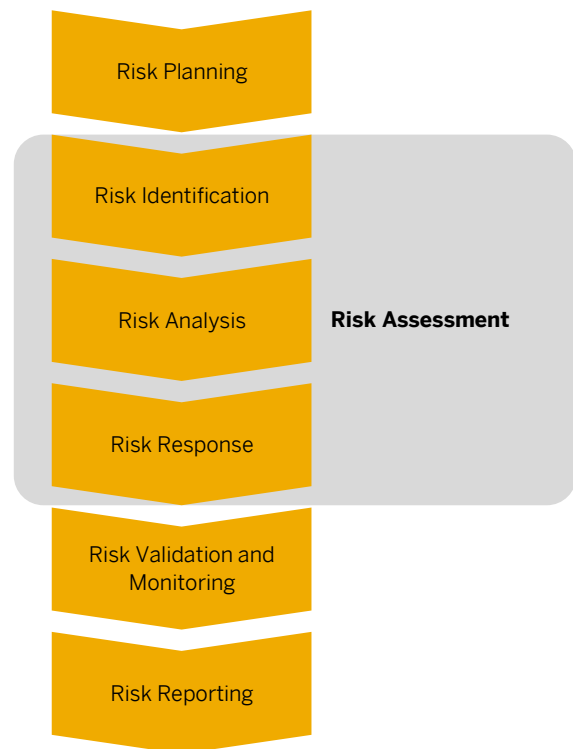 Risk Planning
Risk Identification
Risk Analysis
Risk Assessment
Risk Response
Risk Validation and
Monitoring
Risk Reporting